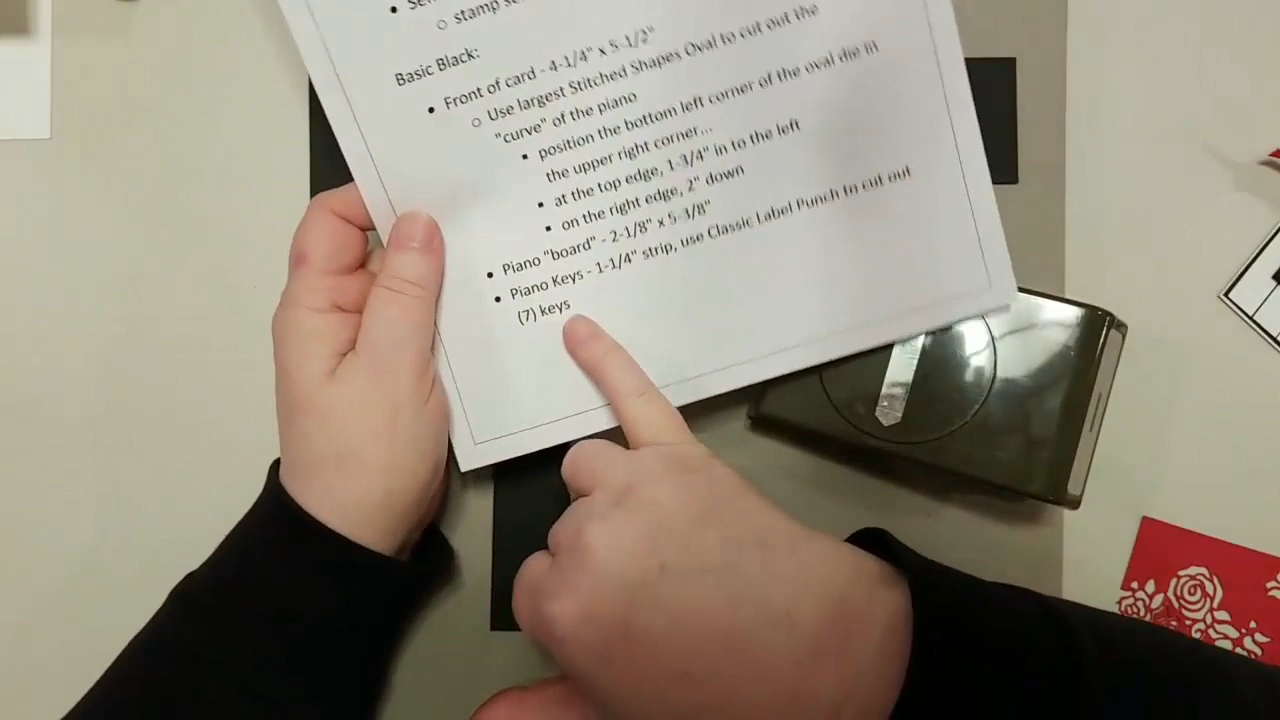 stamp
Basic Black:
• Front of card - 4-1/4" x 5-1/2"
○ Use largest Stitched Shapes Oval to cut out the
"curve" of the piano
▪ position the bottom left corner of the oval die in
the upper right corner...
▪ at the top edge, 1-3/4" in to the left
▪ on the right edge, 2" down
• Piano "board" - 2-1/8" x 5-3/8"
• Piano Keys - 1-1/4" strip, use Classic Label Punch to cut out
(7) keys